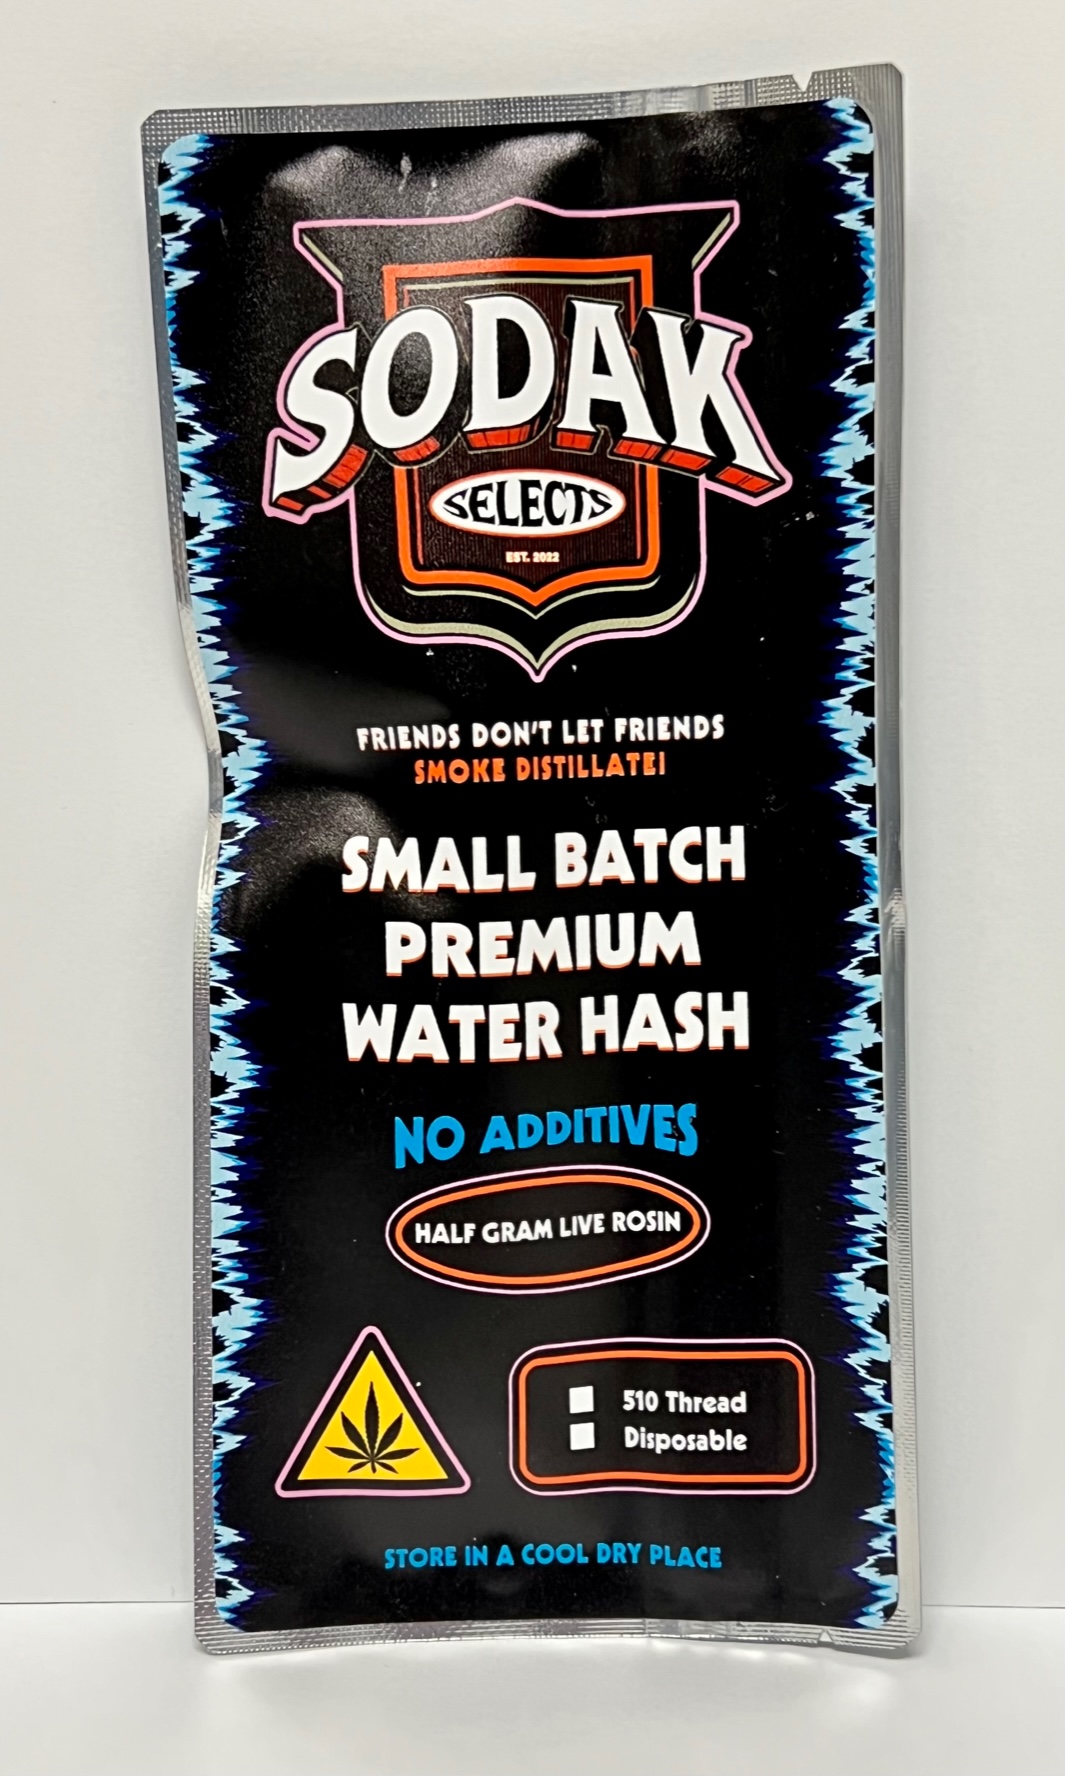 SODAK
SELECTS
EST. 2022
FRIENDS DON'T LET FRIENDS
SMOKE DISTILLATE!
SMALL BATCH
PREMIUM
WATER HASH
NO ADDITIVES
HALF GRAM LIVE ROSIN
510 Thread
Disposable
STORE IN A COOL DRY PLACE